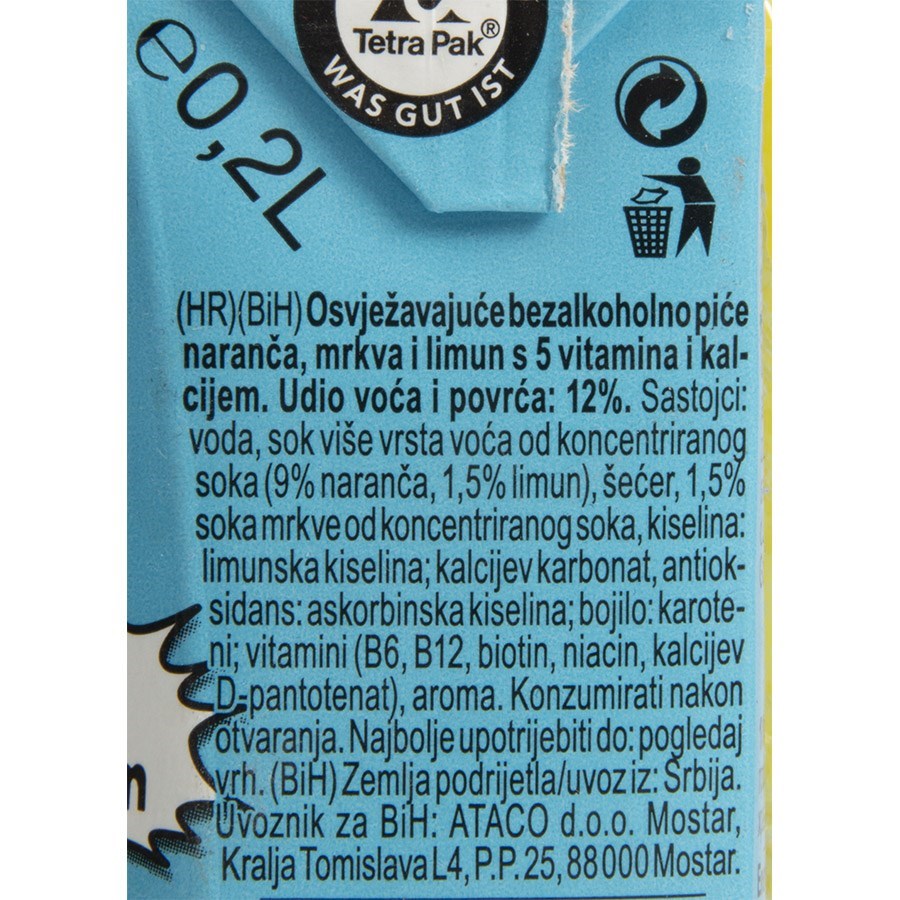 Tetra Pak®
WAS GUT IST
e0,2L
(HR)(BiH) Osvježavajuće bezalkoholno piće
naranča, mrkva i limun s 5 vitamina i kal-
cijem. Udio voća i povrća: 12%. Sastojci:
voda, sok više vrsta voća od koncentriranog
soka (9% naranča, 1,5% limun), šećer, 1,5%
soka mrkve od koncentriranog soka, kiselina:
limunska kiselina; kalcijev karbonat, antiok-
sidans: askorbinska kiselina; bojilo: karote-
ni; vitamini (B6, B12, biotin, niacin, kalcijev
D-pantotenat), aroma. Konzumirati nakon
otvaranja. Najbolje upotrijebiti do: pogledaj
vrh. (BiH) Zemlja podrijetla/uvoz iz: Srbija.
Uvoznik za BiH: ATACO d.o.o. Mostar,
Kralja Tomislava L4, P.P. 25, 88000 Mostar.